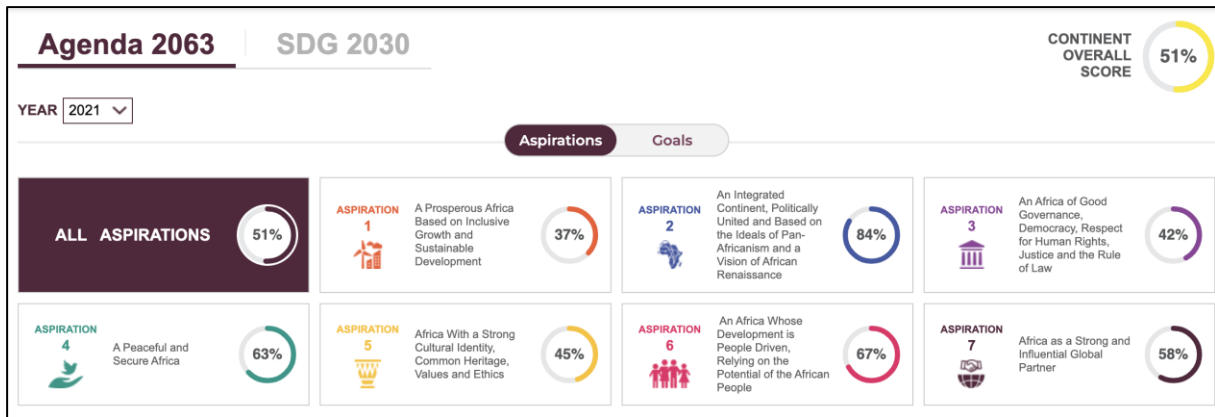 Agenda 2063
SDG 2030
CONTINENT
OVERALL
SCORE
51%
YEAR 2021
Aspirations
Goals
ALL ASPIRATIONS
51%
ASPIRATION
1
A Prosperous Africa
Based on Inclusive
Growth and
Sustainable
Development
37%
ASPIRATION
2
An Integrated
Continent, Politically
United and Based on
the Ideals of Pan-
Africanism and a
Vision of African
Renaissance
84%
ASPIRATION
3
An Africa of Good
Governance,
Democracy, Respect
for Human Rights,
Justice and the Rule
of Law
42%
ASPIRATION
4
A Peaceful and
Secure Africa
63%
ASPIRATION
5
Africa With a Strong
Cultural Identity,
Common Heritage,
Values and Ethics
45%
ASPIRATION
6
An Africa Whose
Development is
People Driven,
Relying on the
Potential of the African
People
67%
ASPIRATION
7
Africa as a Strong and
Influential Global
Partner
58%